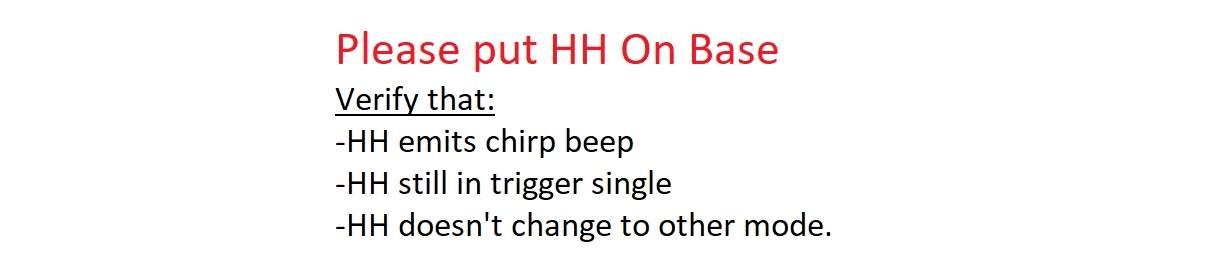 Please put HH On Base
Verify that:
-HH emits chirp beep
-HH still in trigger single
-HH doesn't change to other mode.